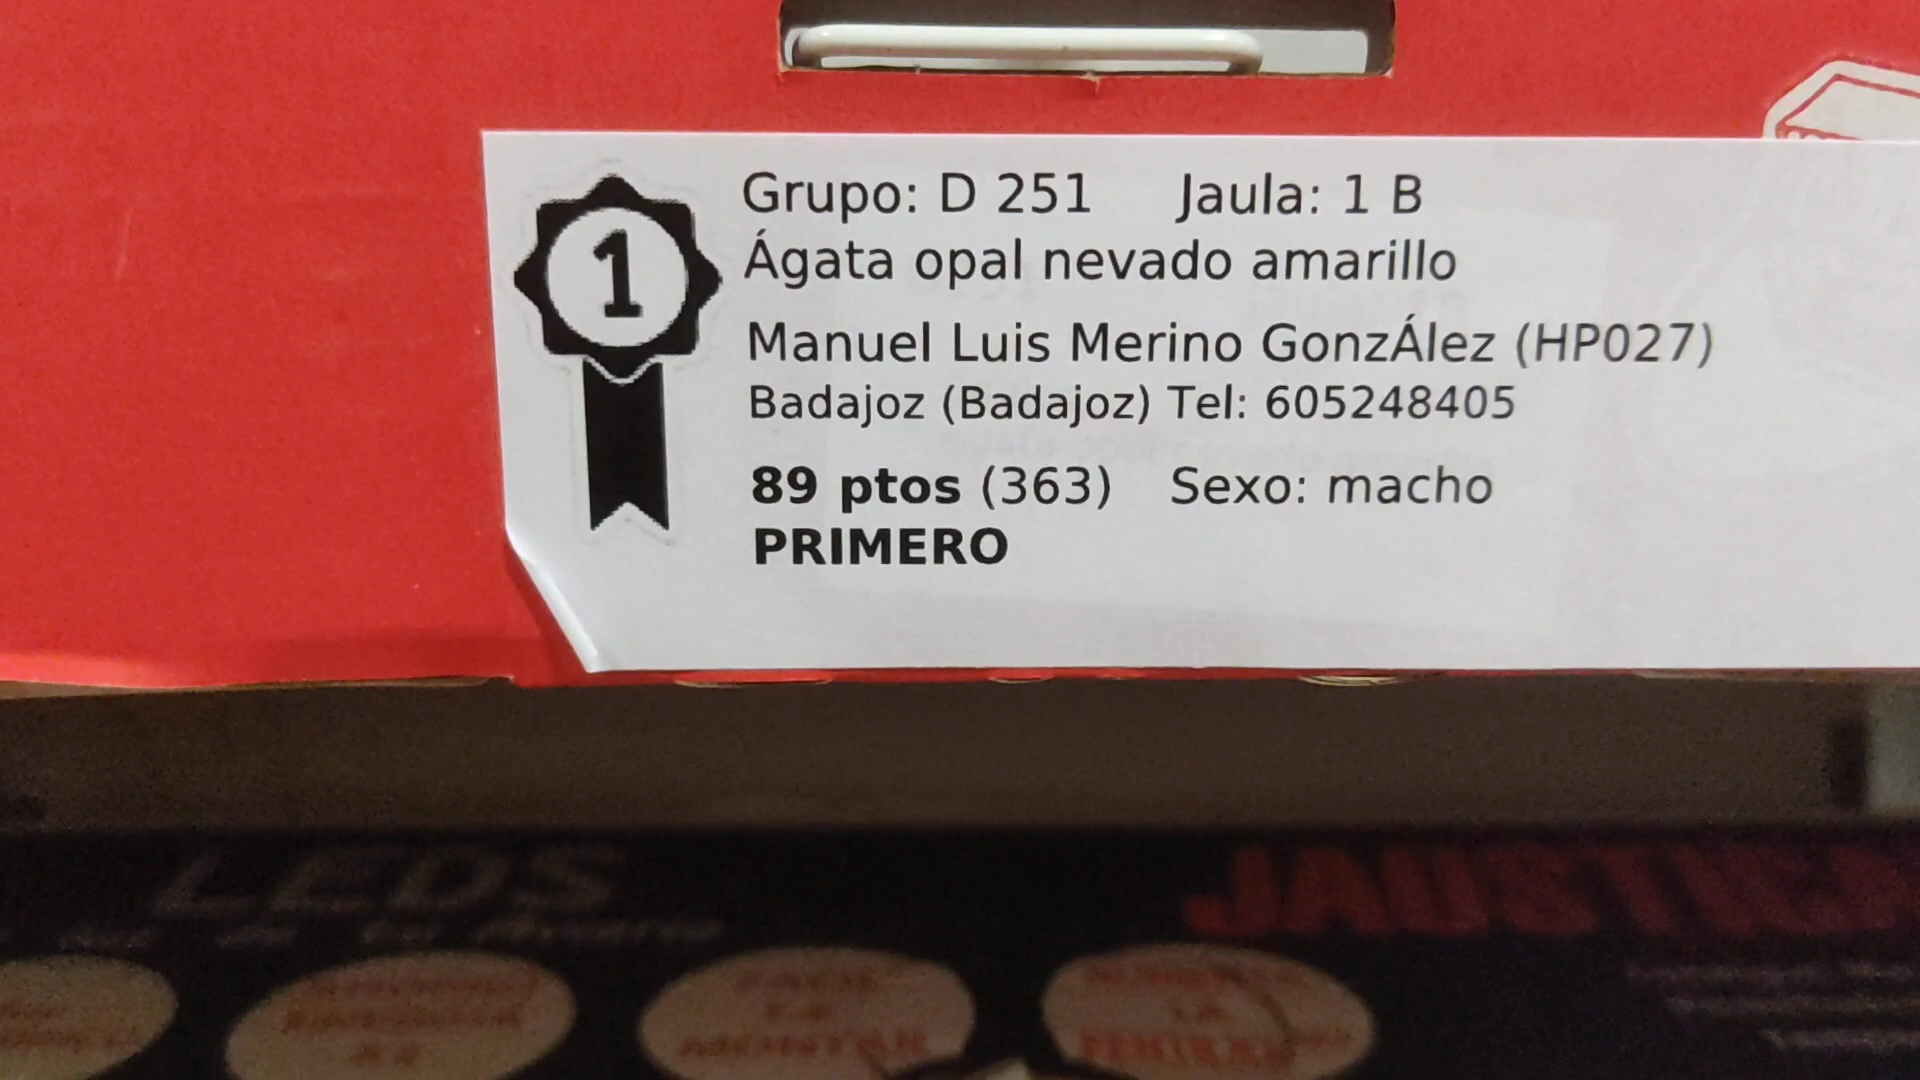 1
Grupo: D 251 Jaula: 1 B
Ágata opal nevado amarillo
Manuel Luis Merino GonzÁlez (HP027)
Badajoz (Badajoz) Tel: 605248405
89 ptos (363) Sexo: macho
PRIMERO
LEDS